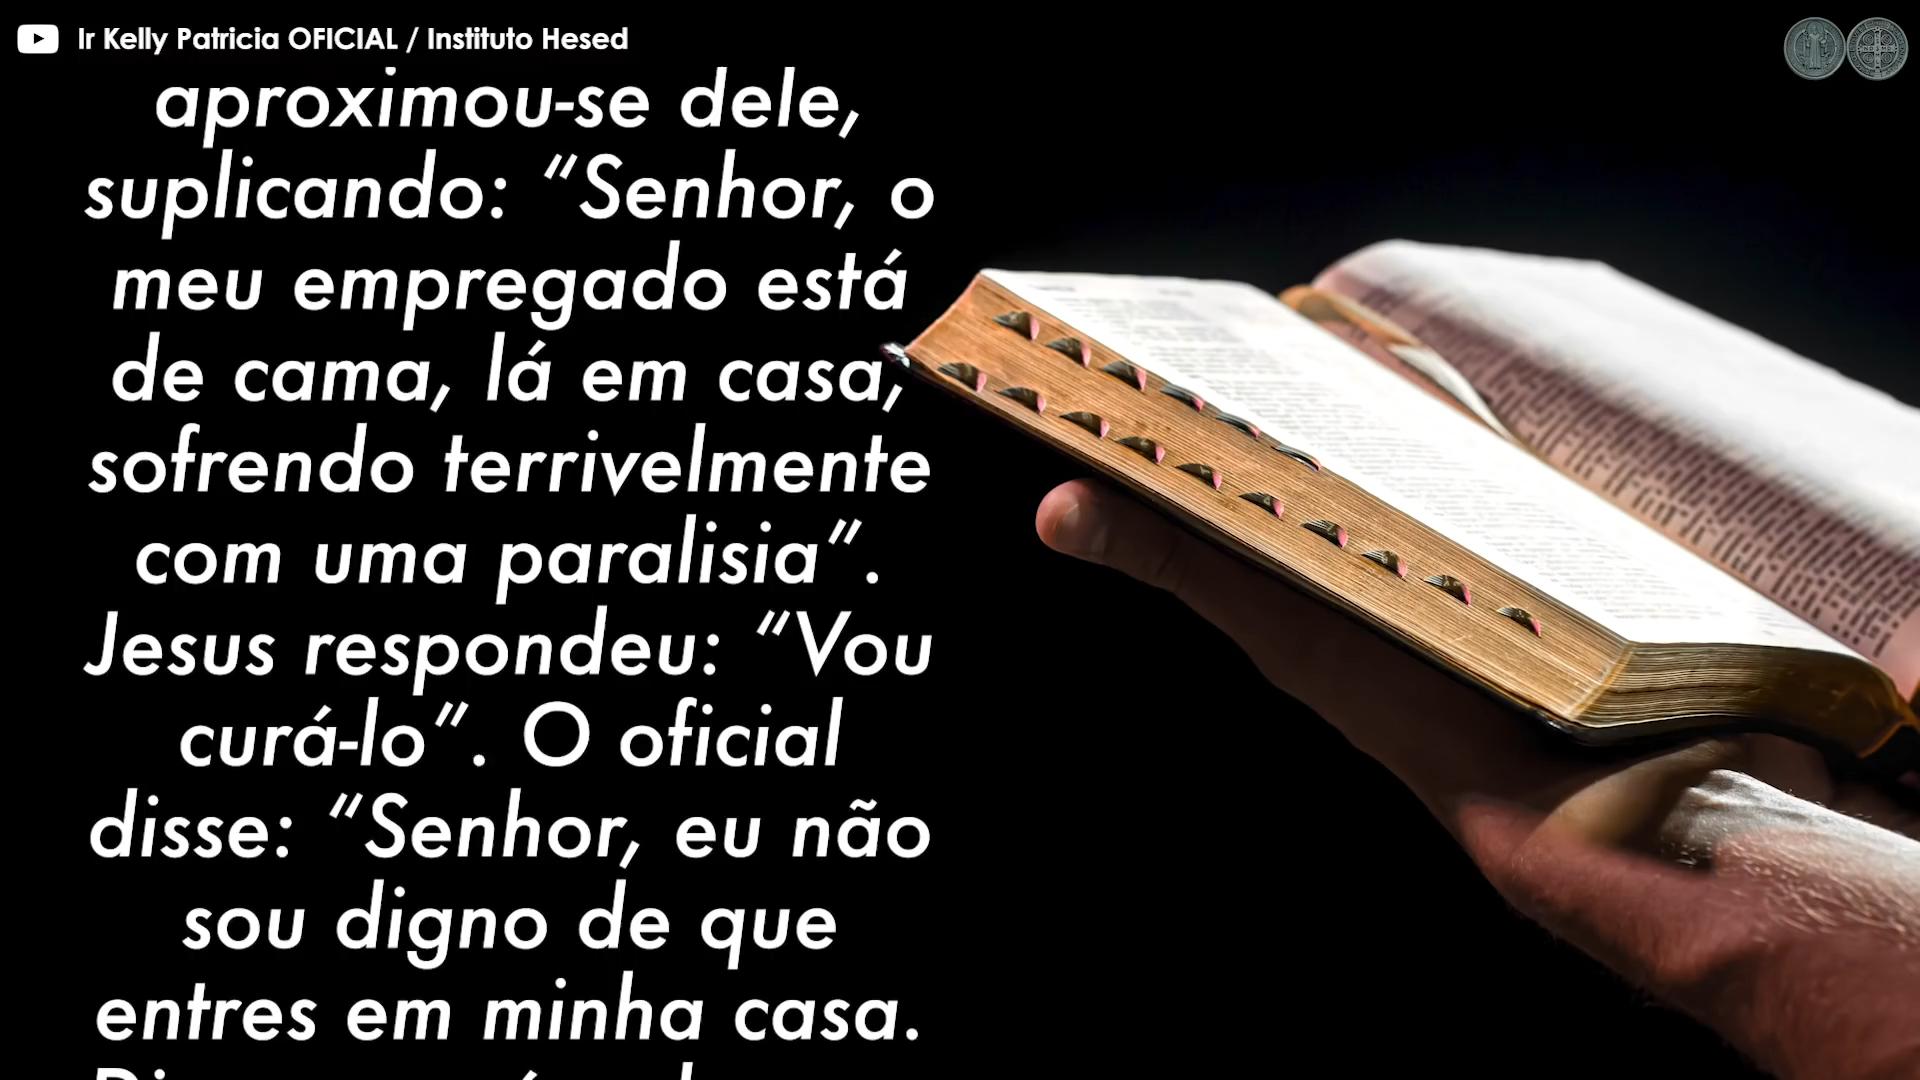 Ir Kelly Patricia OFICIAL / Instituto Hesed
aproximou-se dele,
suplicando: “Senhor, o
meu empregado está
de cama, lá em casa,
sofrendo terrivelmente
com uma paralisia”.
Jesus respondeu: “Vou
curá-lo”. O oficial
disse: “Senhor, eu não
sou digno de que
entres em minha casa.